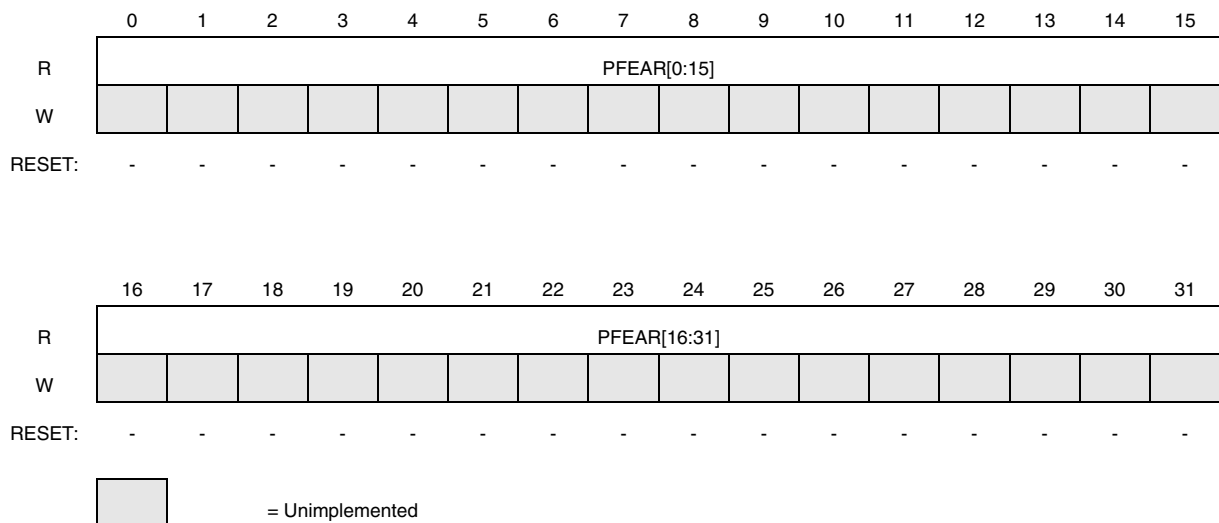 0 1 2 3 4 5 6 7 8 9 10 11 12 13 14 15
R PFEAR[0:15]
W
RESET: - - - - - - - - - - - - - - - -
16 17 18 19 20 21 22 23 24 25 26 27 28 29 30 31
R PFEAR[16:31]
W
RESET: - - - - - - - - - - - - - - - -
= Unimplemented